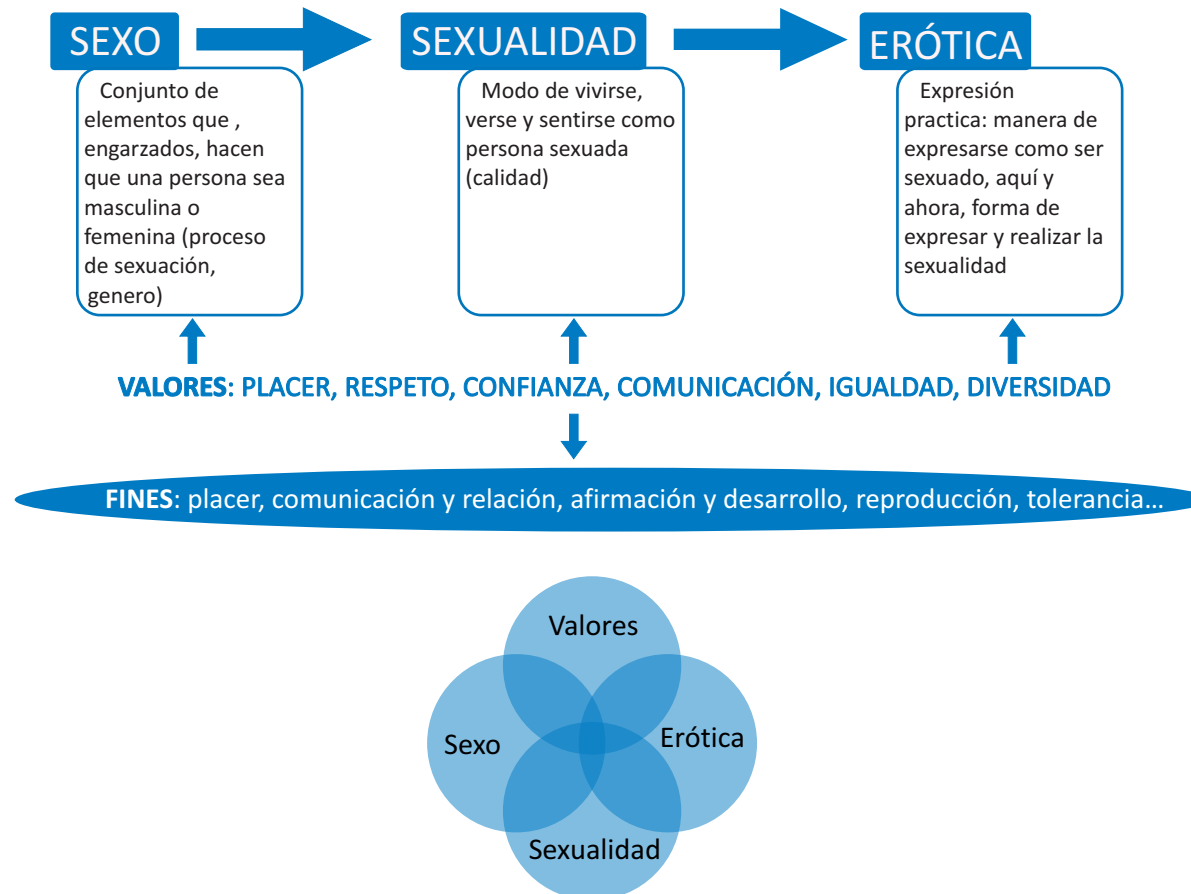 SEXO
SEXUALIDAD
ERÓTICA
Conjunto de
elementos que ,
engarzados, hacen
que una persona sea
masculina o
femenina (proceso
de sexuación,
genero)
Modo de vivirse,
verse y sentirse como
persona sexuada
(calidad)
Expresión
practica: manera de
expresarse como ser
sexuado, aquí y
ahora, forma de
expresar y realizar la
sexualidad
VALORES: PLACER, RESPETO, CONFIANZA, COMUNICACIÓN, IGUALDAD, DIVERSIDAD
FINES: placer, comunicación y relación, afirmación y desarrollo, reproducción, tolerancia...
Valores
Sexo
Erótica
Sexualidad